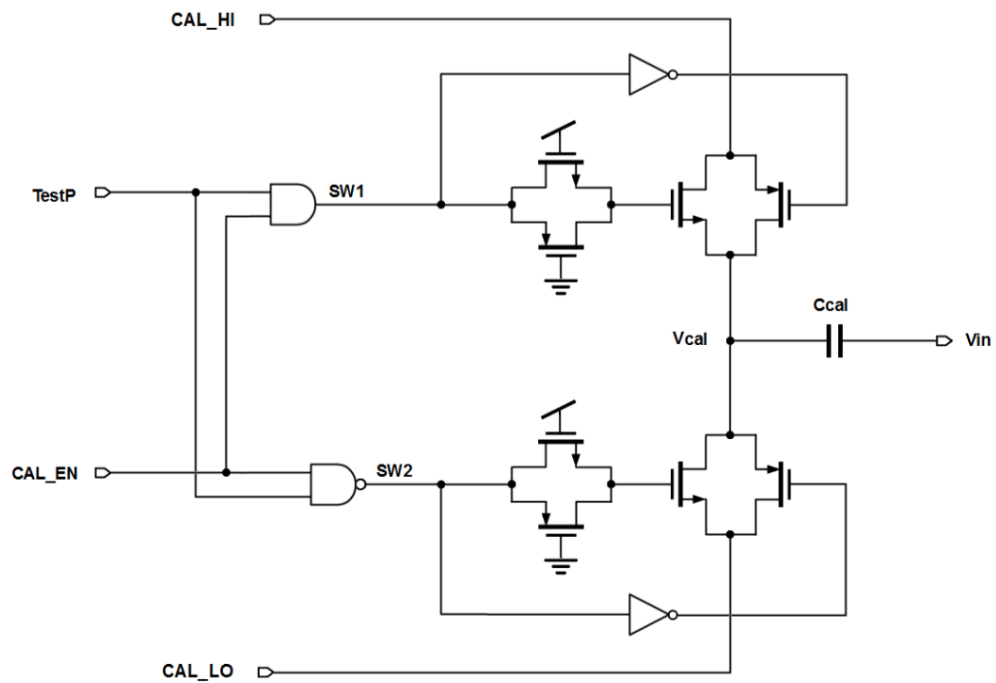 CAL_HI
TestP
SW1
Ccal
Vcal
Vin
CAL_EN
SW2
CAL_LO